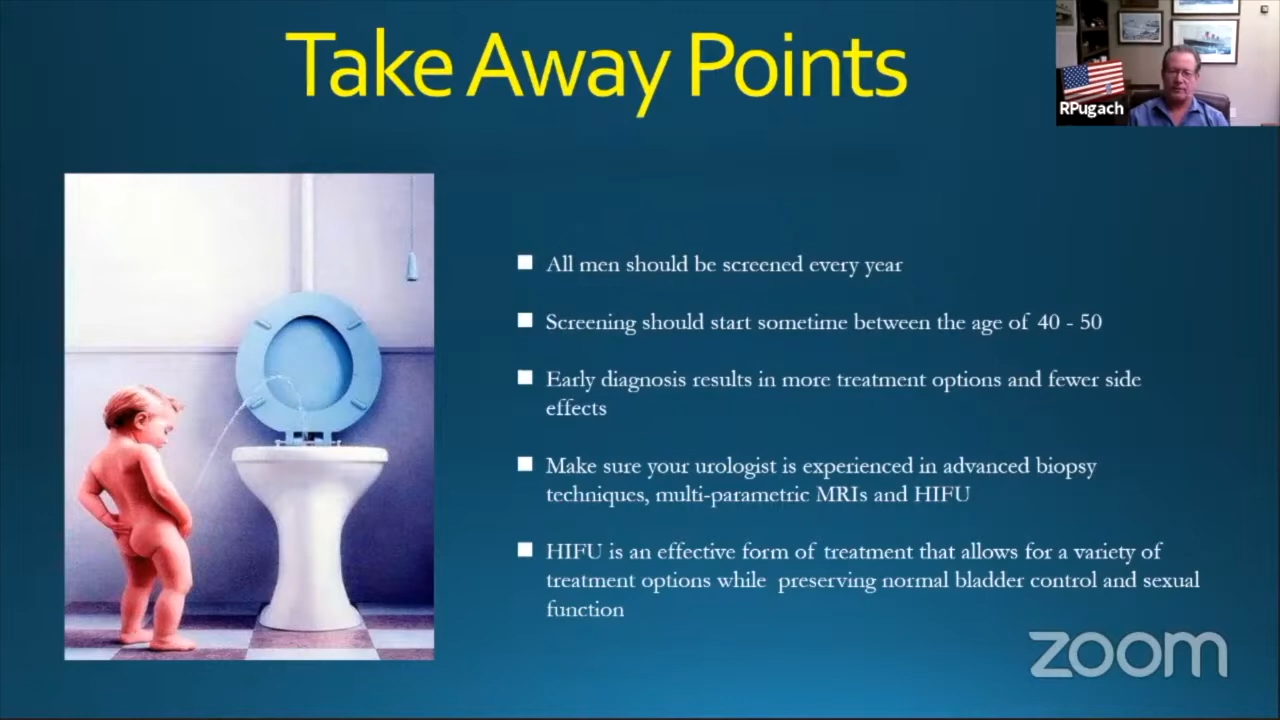 Take Away Points
RPugach
All men should be screened every year
Screening should start sometime between the age of 40 - 50
Early diagnosis results in more treatment options and fewer side
effects
Make sure your urologist is experienced in advanced biopsy
techniques, multi-parametric MRIs and HIFU
HIFU is an effective form of treatment that allows for a variety of
treatment options while preserving normal bladder control and sexual
function
zoom